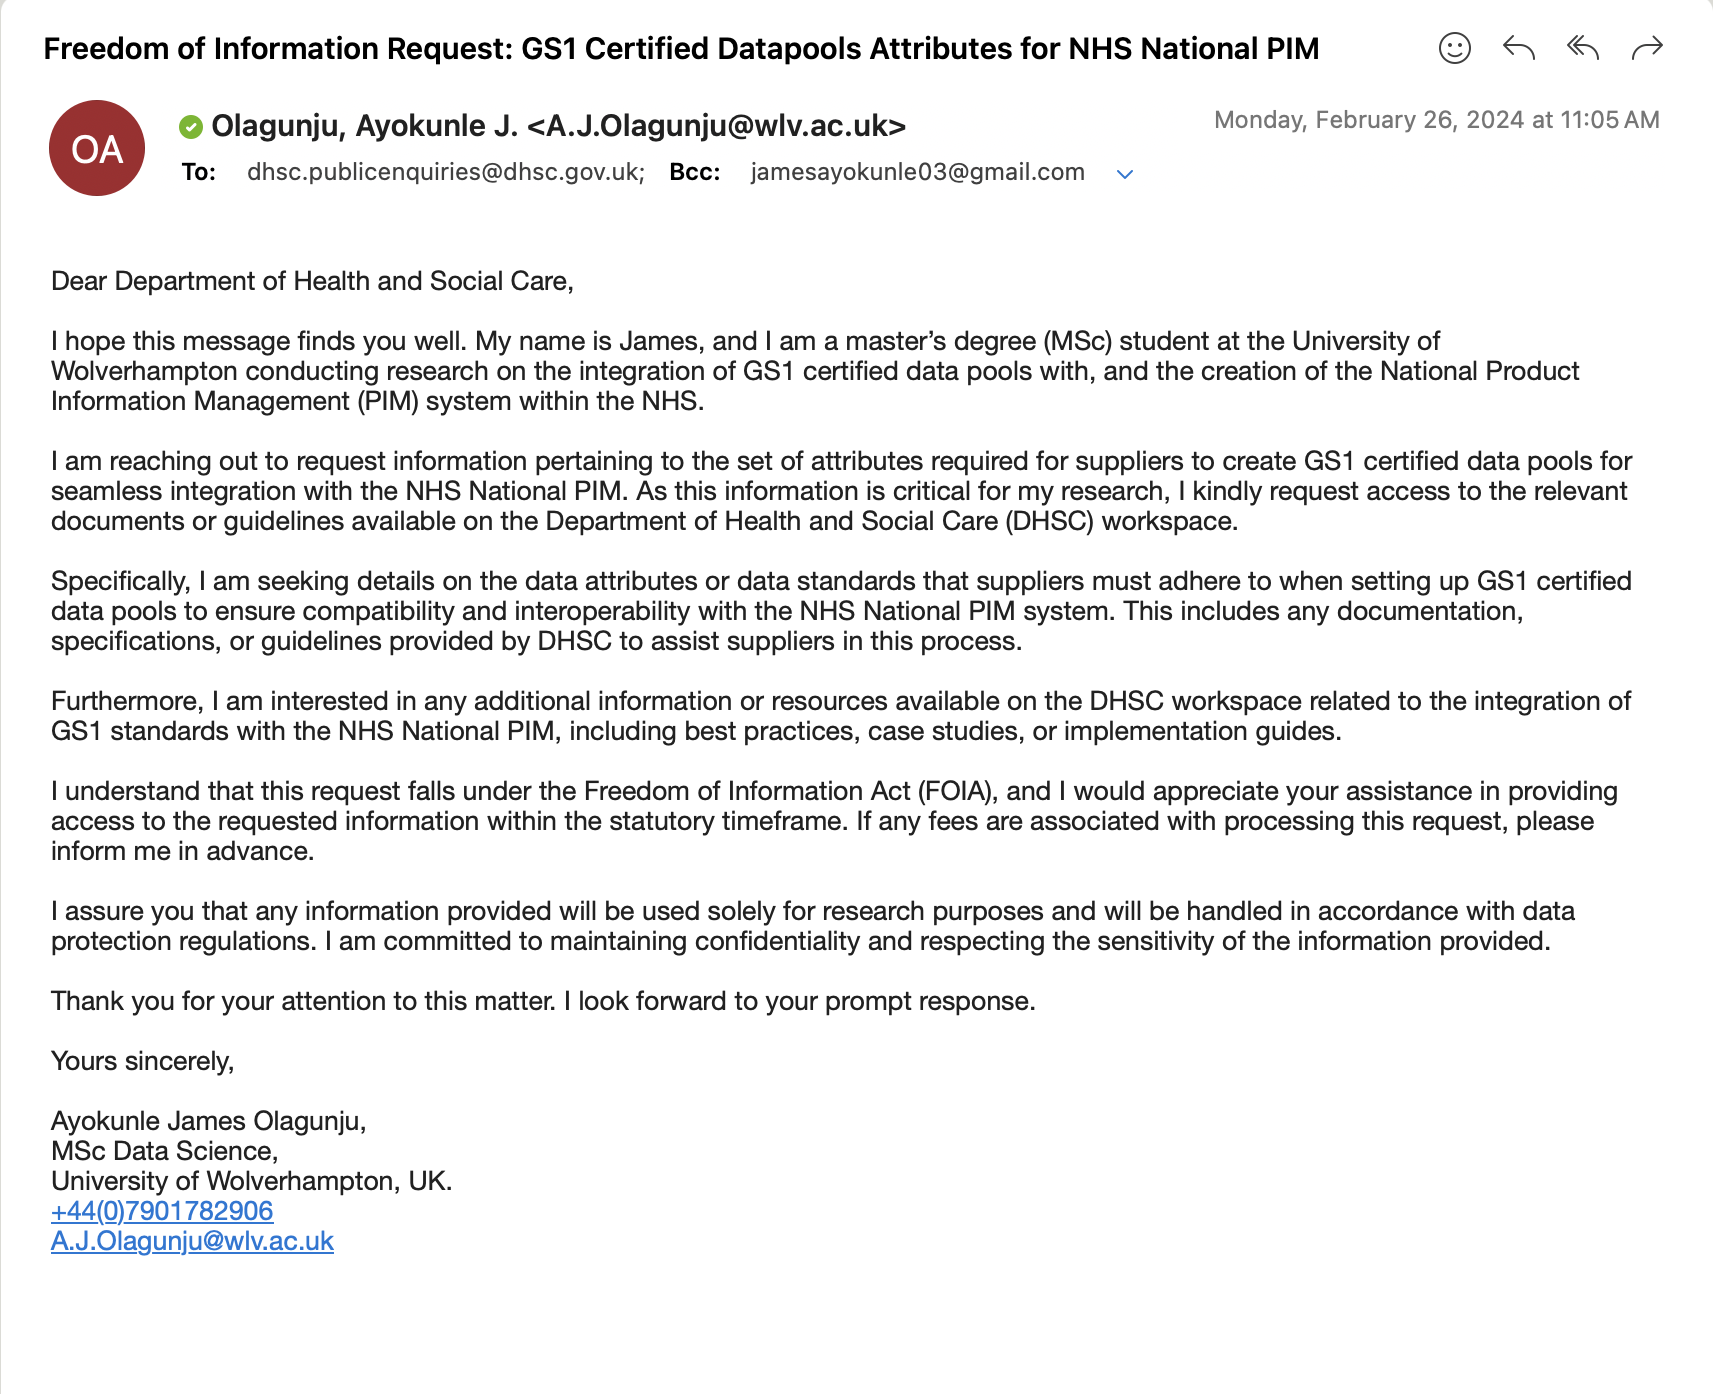 Freedom of Information Request: GS1 Certified Datapools Attributes for NHS National PIM
OA
Olagunju, Ayokunle J. <A.J.Olagunju@wlv.ac.uk>
Monday, February 26, 2024 at 11:05 AM
To: dhsc.publicenquiries@dhsc.gov.uk; Bcc: jamesayokunle03@gmail.com
Dear Department of Health and Social Care,
I hope this message finds you well. My name is James, and I am a master’s degree (MSc) student at the University of
Wolverhampton conducting research on the integration of GS1 certified data pools with, and the creation of the National Product
Information Management (PIM) system within the NHS.
I am reaching out to request information pertaining to the set of attributes required for suppliers to create GS1 certified data pools for
seamless integration with the NHS National PIM. As this information is critical for my research, I kindly request access to the relevant
documents or guidelines available on the Department of Health and Social Care (DHSC) workspace.
Specifically, I am seeking details on the data attributes or data standards that suppliers must adhere to when setting up GS1 certified
data pools to ensure compatibility and interoperability with the NHS National PIM system. This includes any documentation,
specifications, or guidelines provided by DHSC to assist suppliers in this process.
Furthermore, I am interested in any additional information or resources available on the DHSC workspace related to the integration of
GS1 standards with the NHS National PIM, including best practices, case studies, or implementation guides.
I understand that this request falls under the Freedom of Information Act (FOIA), and I would appreciate your assistance in providing
access to the requested information within the statutory timeframe. If any fees are associated with processing this request, please
inform me in advance.
I assure you that any information provided will be used solely for research purposes and will be handled in accordance with data
protection regulations. I am committed to maintaining confidentiality and respecting the sensitivity of the information provided.
Thank you for your attention to this matter. I look forward to your prompt response.
Yours sincerely,
Ayokunle James Olagunju,
MSc Data Science,
University of Wolverhampton, UK.
+44(0)7901782906
A.J.Olagunju@wlv.ac.uk